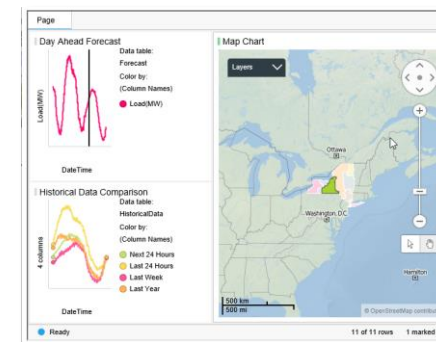 Page
Day Ahead Forecast
Load(MW)
DateTime
Data table:
Forecast
Color by:
(Column Names)
Load(MW)
Historical Data Comparison
4 columns
DateTime
Data table:
HistoricalData
Color by:
(Column Names)
Next 24 Hours
Last 24 Hours
Last Week
Last Year
Map Chart
Layers
Ottawa
Washington, D.C.
Hamilton
500 km
500 mi
© OpenStreetMap contribu
Ready
11 of 11 rows
1 marked